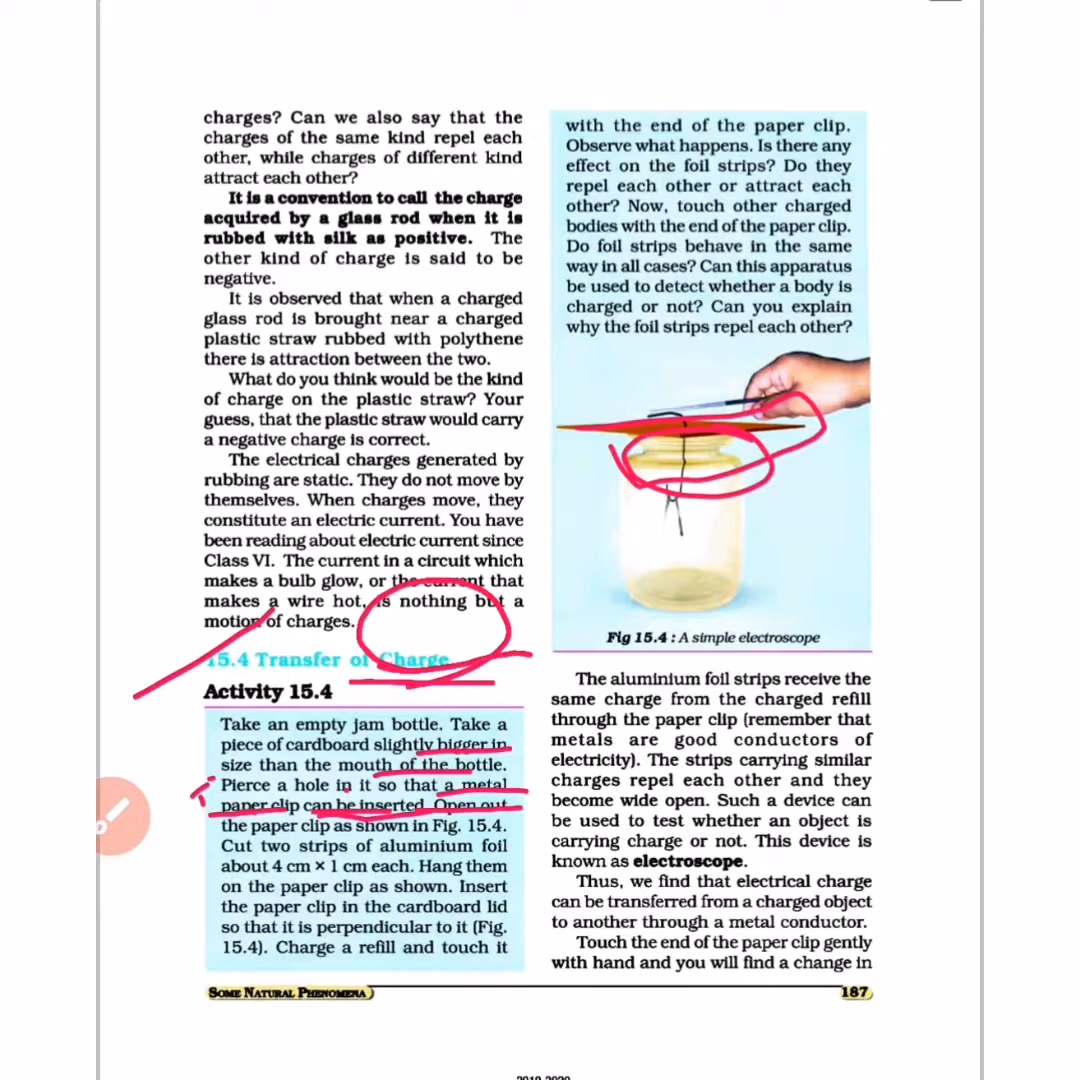 charges? Can we also say that the
charges of the same kind repel each
other, while charges of different kind
attract each other?
It is a convention to call the charge
acquired by a glass rod when it is
rubbed with silk as positive. The
other kind of charge is said to be
negative.
It is observed that when a charged
glass rod is brought near a charged
plastic straw rubbed with polythene
there is attraction between the two.
What do you think would be the kind
of charge on the plastic straw? Your
guess, that the plastic straw would carry
a negative charge is correct.
The electrical charges generated by
rubbing are static. They do not move by
themselves. When charges move, they
constitute an electric current. You have
been reading about electric current since
Class VI. The current in a circuit which
makes a bulb glow, or the current that
makes a wire hot, is nothing but a
motion of charges.
15.4 Transfer of Charge
Activity 15.4
Take an empty jam bottle. Take a
piece of cardboard slightly bigger in
size than the mouth of the bottle.
Pierce a hole in it so that a metal
paper clip can be inserted. Open out
the paper clip as shown in Fig. 15.4.
Cut two strips of aluminium foil
about 4 cm × 1 cm each. Hang them
on the paper clip as shown. Insert
the paper clip in the cardboard lid
so that it is perpendicular to it (Fig.
15.4). Charge a refill and touch it
with the end of the paper clip.
Observe what happens. Is there any
effect on the foil strips? Do they
repel each other or attract each
other? Now, touch other charged
bodies with the end of the paper clip.
Do foil strips behave in the same
way in all cases? Can this apparatus
be used to detect whether a body is
charged or not? Can you explain
why the foil strips repel each other?
Fig 15.4 : A simple electroscope
The aluminium foil strips receive the
same charge from the charged refill
through the paper clip (remember that
metals are good conductors of
electricity). The strips carrying similar
charges repel each other and they
become wide open. Such a device can
be used to test whether an object is
carrying charge or not. This device is
known as electroscope.
Thus, we find that electrical charge
can be transferred from a charged object
to another through a metal conductor.
Touch the end of the paper clip gently
with hand and you will find a change in
SOME NATURAL PHENOMENA
187
2019-2020